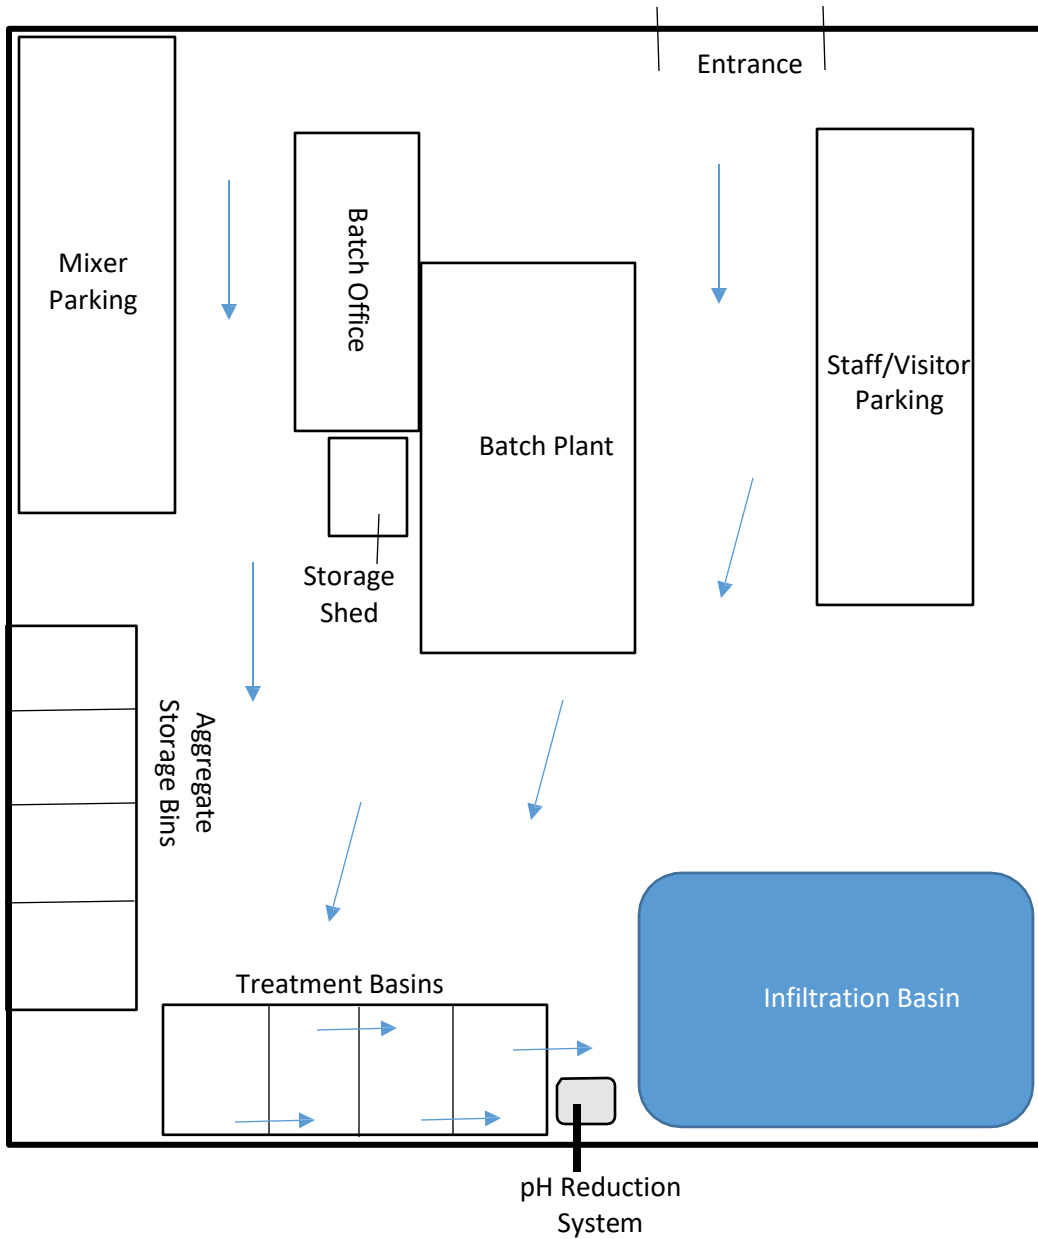 Entrance
Mixer
Parking
Batch Office
Staff/Visitor
Parking
Batch Plant
Storage
Shed
Aggregate
Storage Bins
Treatment Basins
Infiltration Basin
pH Reduction
System